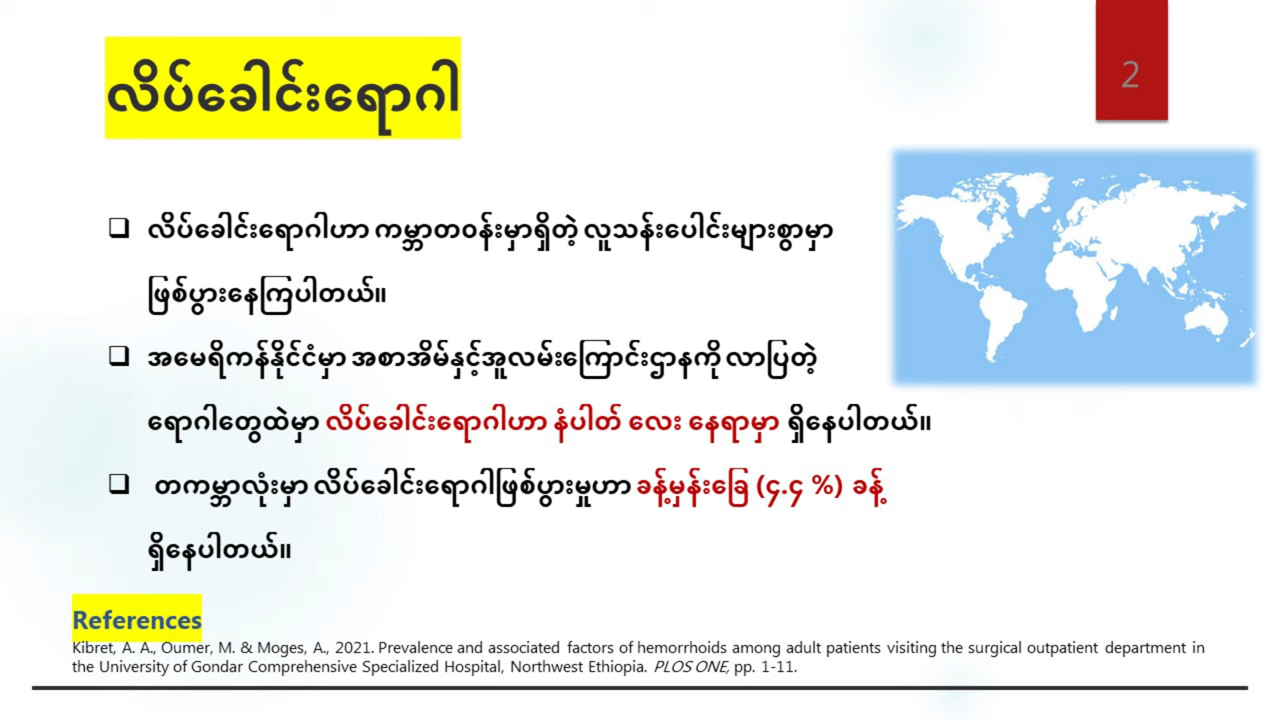 လိပ်ခေါင်းရောဂါ
2
❑ လိပ်ခေါင်းရောဂါဟာ ကမ္ဘာတဝန်းမှာရှိတဲ့ လူသန်းပေါင်းများစွာမှာ
ဖြစ်ပွားနေကြပါတယ်။
❑ အမေရိကန်နိုင်ငံမှာ အစာအိမ်နှင့်အူလမ်းကြောင်းဌာနကို လာပြတဲ့
ရောဂါတွေထဲမှာ လိပ်ခေါင်းရောဂါဟာ နံပါတ် လေး နေရာမှာ ရှိနေပါတယ်။
❑ တကမ္ဘာလုံးမှာ လိပ်ခေါင်းရောဂါဖြစ်ပွားမှုဟာ ခန့်မှန်းခြေ (၄.၄ %) ခန့်
ရှိနေပါတယ်။
References
Kibret, A. A., Oumer, M. & Moges, A., 2021. Prevalence and associated factors of hemorrhoids among adult patients visiting the surgical outpatient department in
the University of Gondar Comprehensive Specialized Hospital, Northwest Ethiopia. PLOS ONE, pp. 1-11.